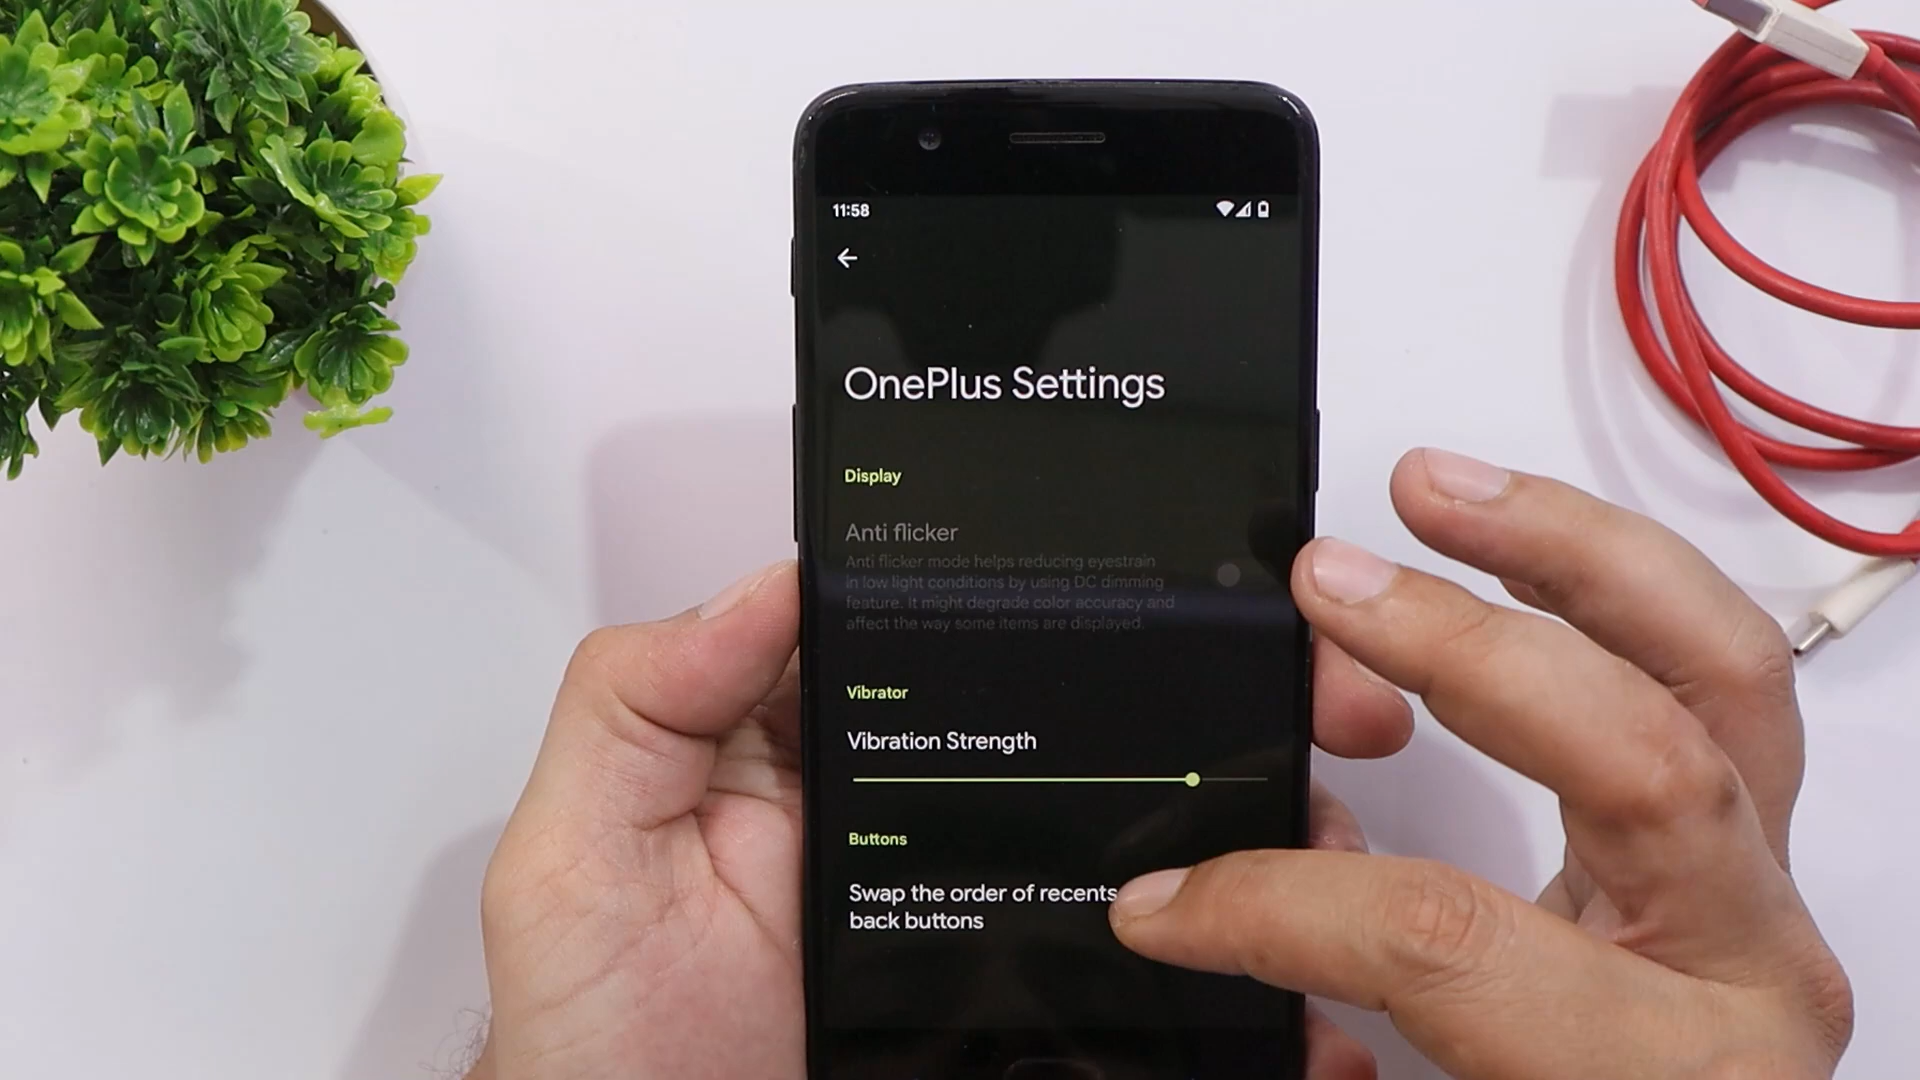 11:58
OnePlus Settings
Display
Anti flicker
Anti flicker mode helps reducing eyestrain
in low light conditions by using DC dimming
feature. It might degrade color accuracy and
affect the way some items are displayed.
Vibrator
Vibration Strength
Buttons
Swap the order of recents
back buttons